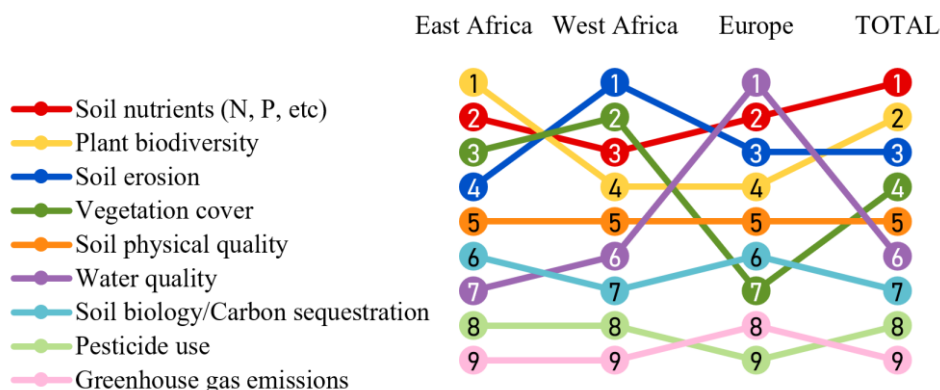 East Africa West Africa Europe TOTAL
1 1 1 1
Soil nutrients (N, P, etc) 2 2 2 2
Plant biodiversity 3 3 3 3
Soil erosion 4 4 4 4
Vegetation cover
Soil physical quality 5 5 5 5
Water quality 6 6 6 6
Soil biology/Carbon sequestration 7 7 7 7
Pesticide use 8 8 8 8
Greenhouse gas emissions 9 9 9 9